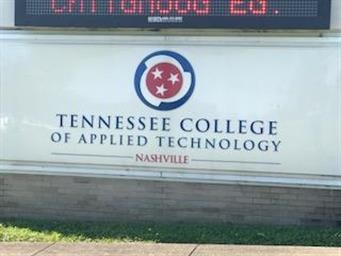 TENNESSEE COLLEGE
OF APPLIED TECHNOLOGY
NASHVILLE